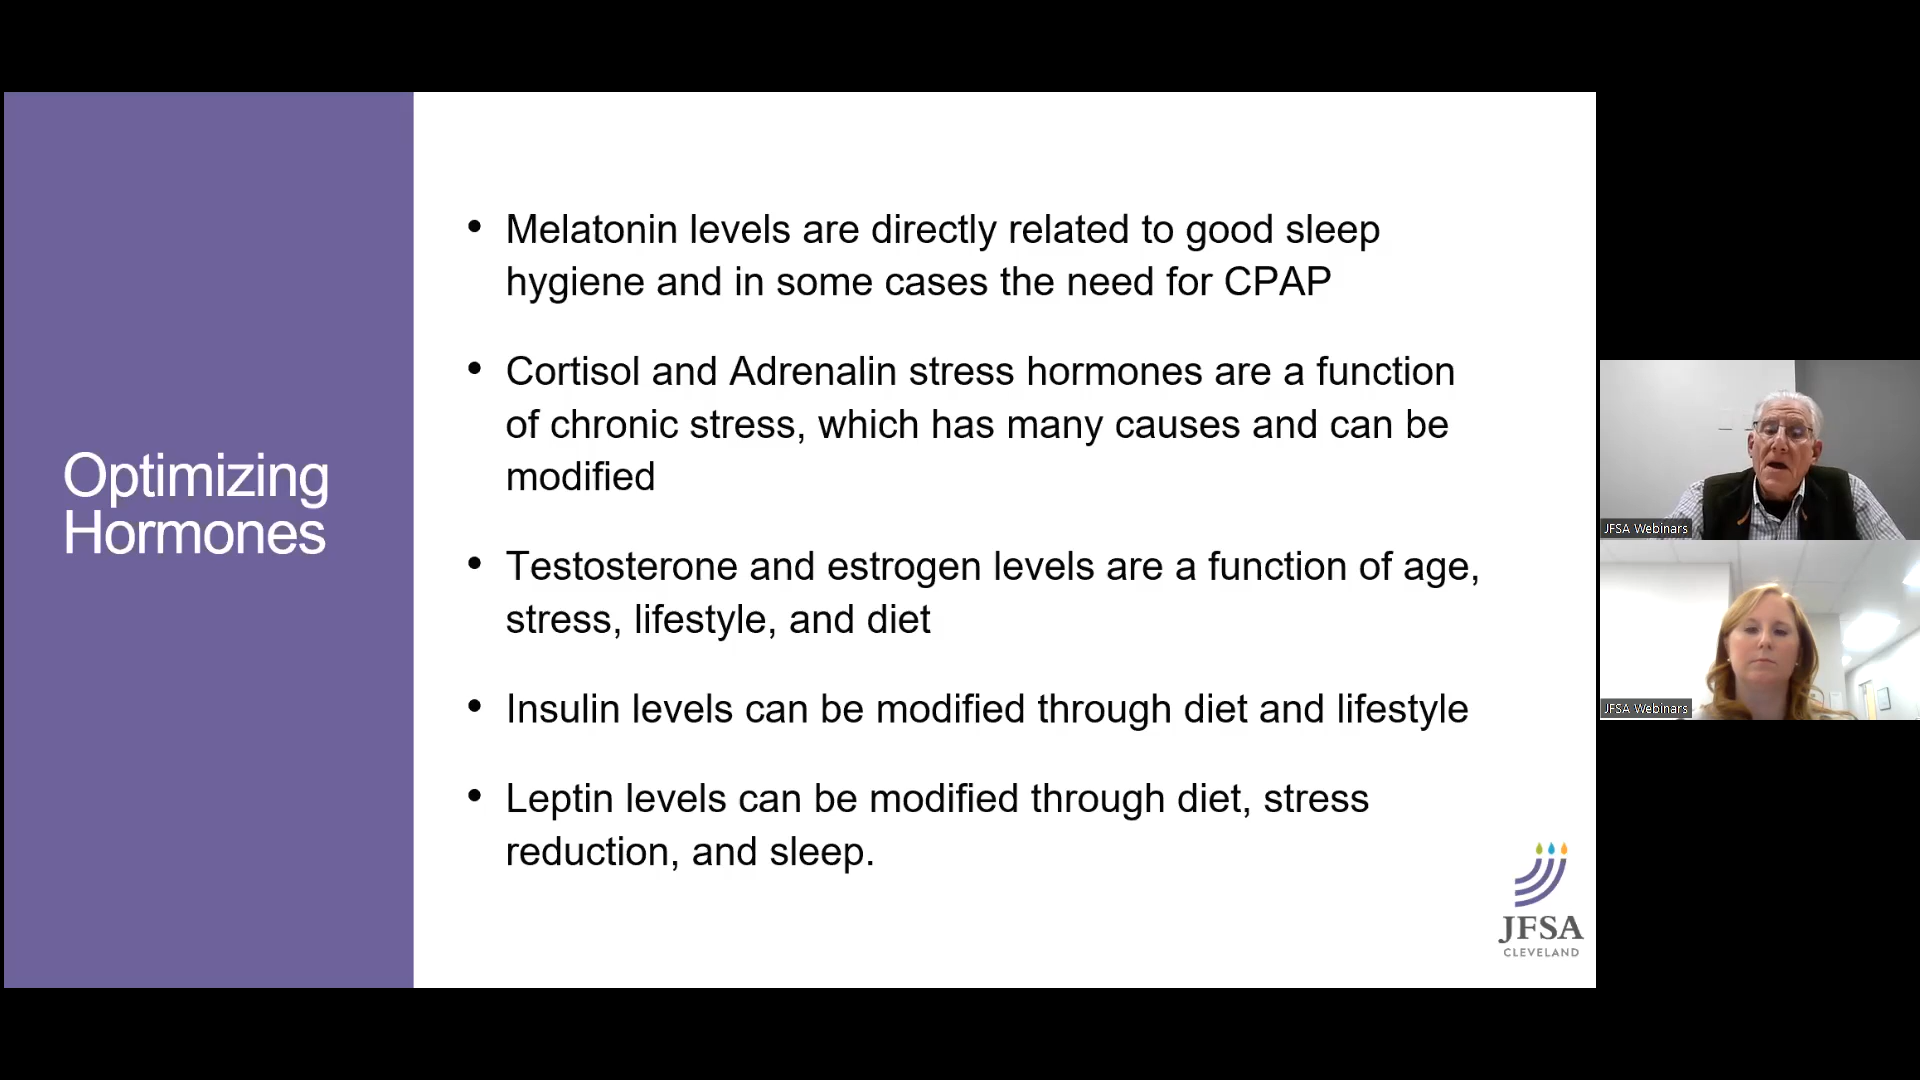 Optimizing
Hormones
• Melatonin levels are directly related to good sleep
hygiene and in some cases the need for CPAP
• Cortisol and Adrenalin stress hormones are a function
of chronic stress, which has many causes and can be
modified
• Testosterone and estrogen levels are a function of age,
stress, lifestyle, and diet
• Insulin levels can be modified through diet and lifestyle
• Leptin levels can be modified through diet, stress
reduction, and sleep.
JFSA
CLEVELAND
JFSA Webinars
JFSA Webinars